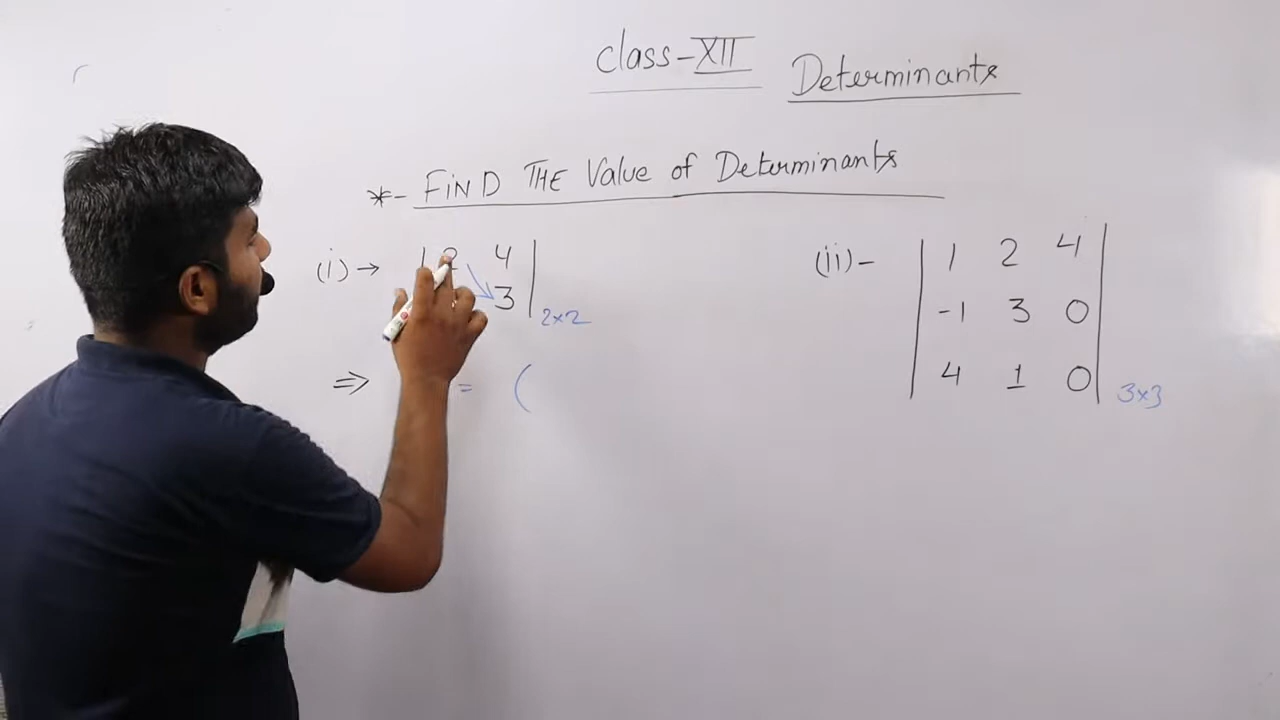 Class-XII Determinants
*- FiND THE Value of Determinants
(i)→ | 2 4 |
3 | 2×2
⇒ = (
(ii)- | 1 2 4 |
-1 3 0
4 1 0 | 3×3